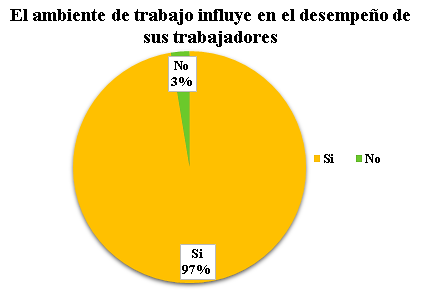 El ambiente de trabajo influye en el desempeño de
sus trabajadores
No
3%
Si
No
Si
97%